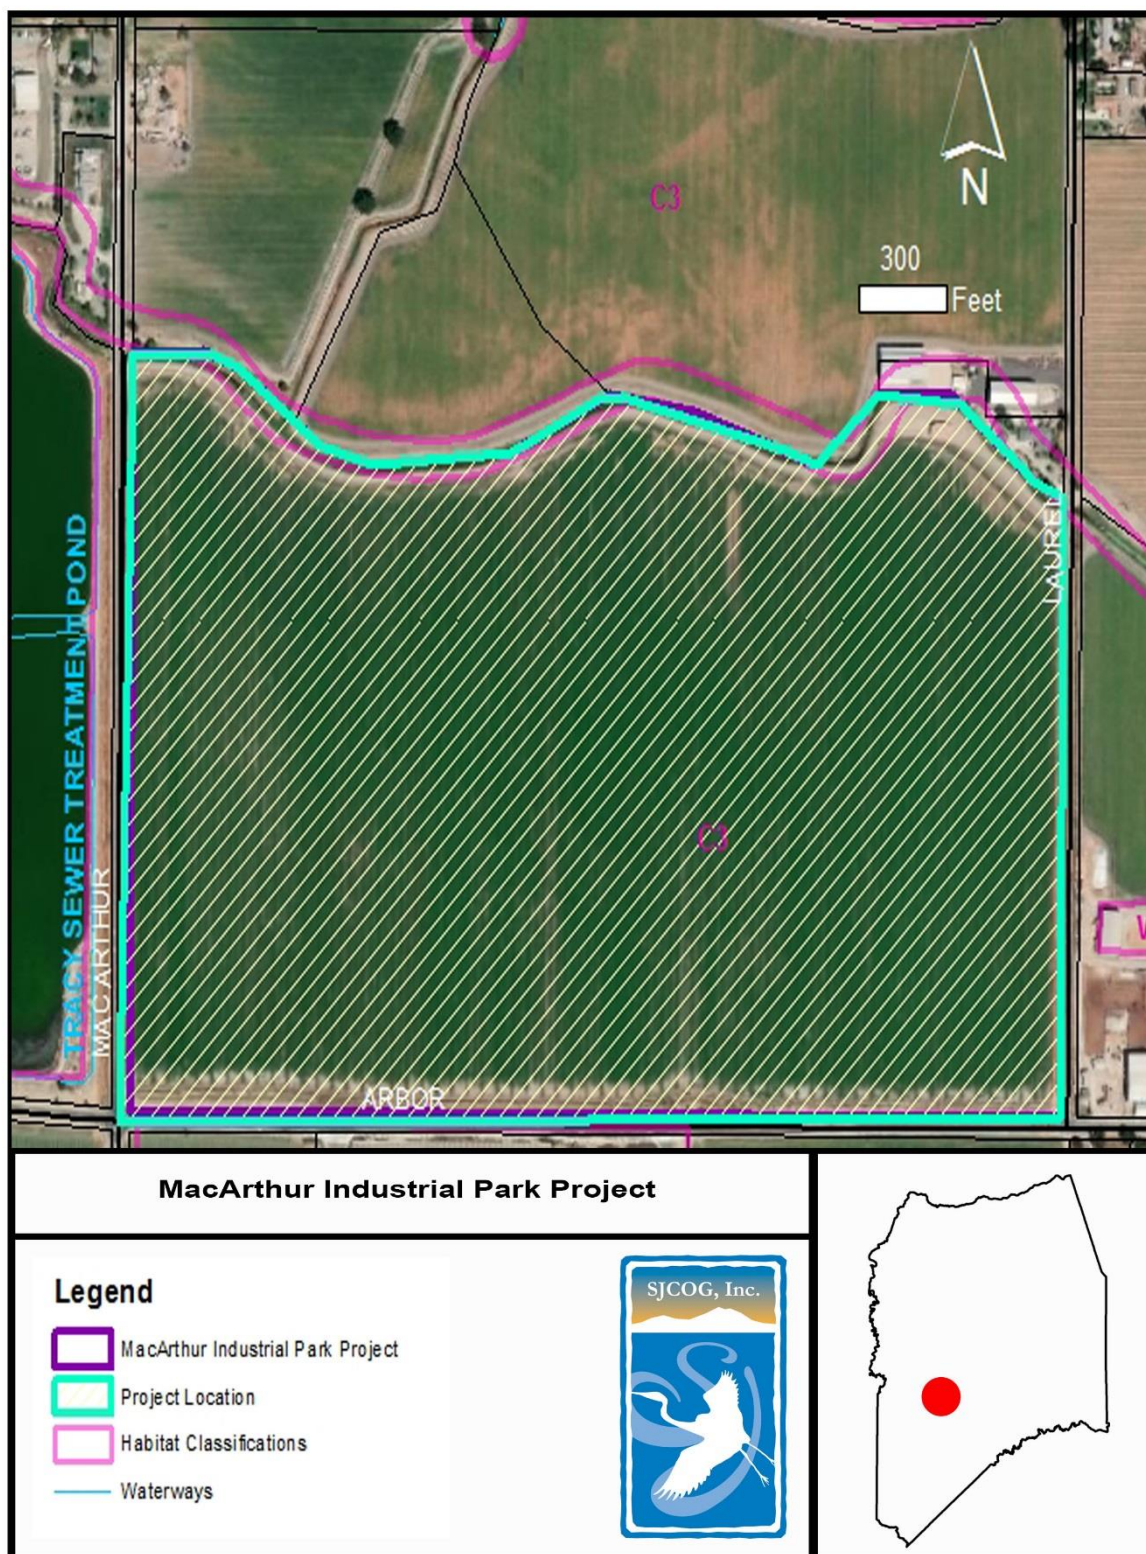 C3
N
300
Feet
LAUREL
TRACY SEWER TREATMENT POND
MAC ARTHUR
C3
W
ARBOR
MacArthur Industrial Park Project
Legend
MacArthur Industrial Park Project
Project Location
Habitat Classifications
Waterways
SJCOG, Inc.